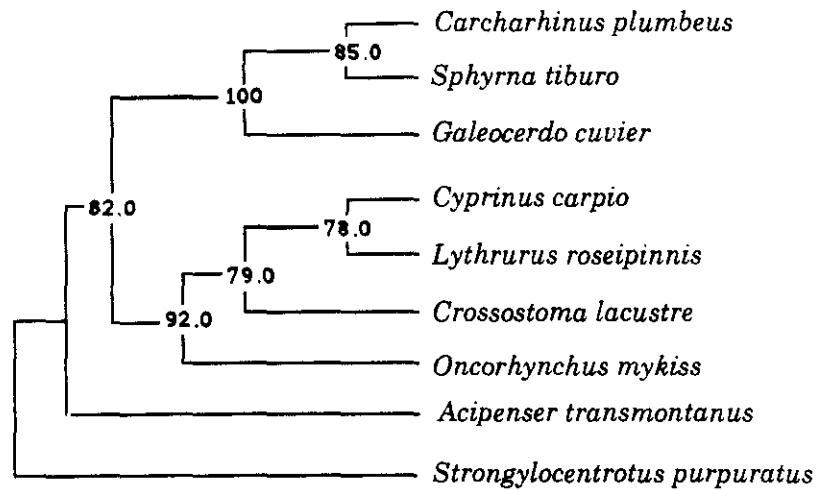 Carcharhinus plumbeus
85.0
Sphyrna tiburo
100
Galeocerdo cuvier
Cyprinus carpio
82.0
78.0
Lythrurus roseipinnis
79.0
Crossostoma lacustre
92.0
Oncorhynchus mykiss
Acipenser transmontanus
Strongylocentrotus purpuratus